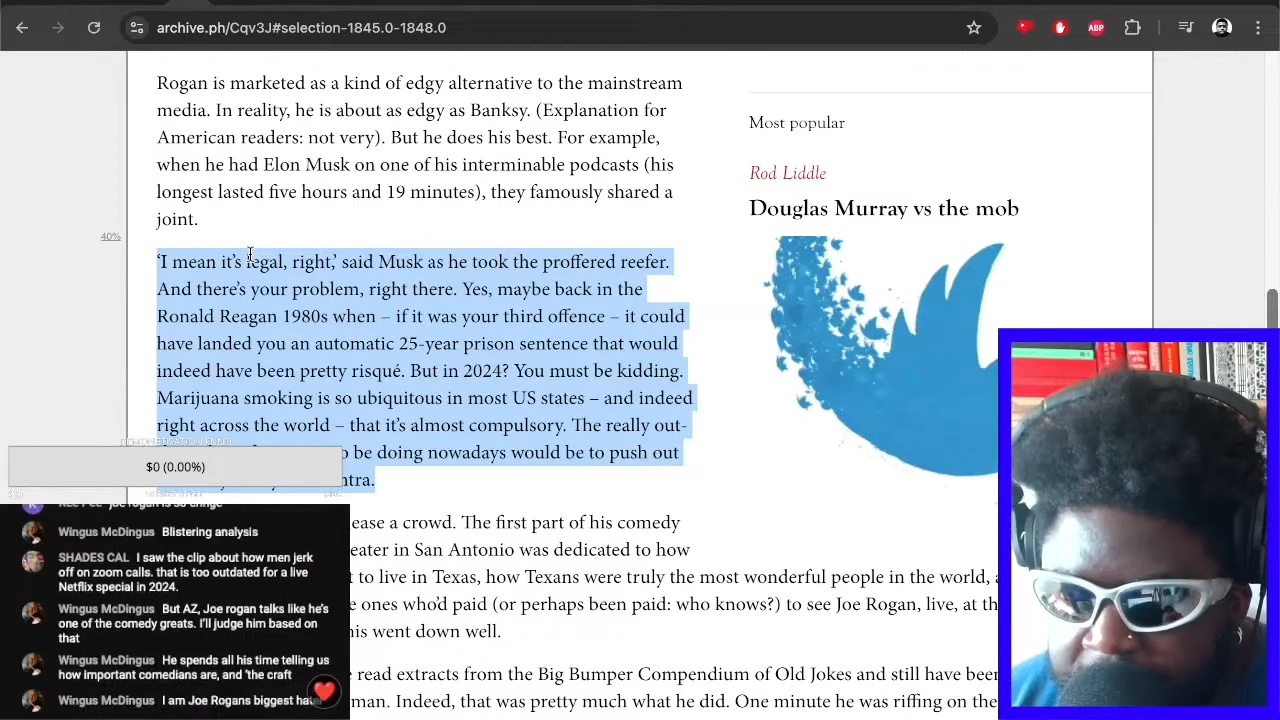 archive.ph/Cqv3J#selection-1845.0-1848.0
ABP
Rogan is marketed as a kind of edgy alternative to the mainstream
media. In reality, he is about as edgy as Banksy. (Explanation for
American readers: not very). But he does his best. For example,
when he had Elon Musk on one of his interminable podcasts (his
longest lasted five hours and 19 minutes), they famously shared a
joint.
40%
‘I mean it’s legal, right,’ said Musk as he took the proffered reefer.
And there’s your problem, right there. Yes, maybe back in the
Ronald Reagan 1980s when – if it was your third offence – it could
have landed you an automatic 25-year prison sentence that would
indeed have been pretty risqué. But in 2024? You must be kidding.
Marijuana smoking is so ubiquitous in most US states – and indeed
right across the world – that it’s almost compulsory. The really out-
o be doing nowadays would be to push out
ntra.
ease a crowd. The first part of his comedy
eater in San Antonio was dedicated to how
t to live in Texas, how Texans were truly the most wonderful people in the world, a
e ones who’d paid (or perhaps been paid: who knows?) to see Joe Rogan, live, at th
his went down well.
e read extracts from the Big Bumper Compendium of Old Jokes and still have been
man. Indeed, that was pretty much what he did. One minute he was riffing on the
Most popular
Rod Liddle
Douglas Murray vs the mob
$0 (0.00%)
joe rogan is so cringe
Wingus McDingus Blistering analysis
SHADES CAL I saw the clip about how men jerk
off on zoom calls. that is too outdated for a live
Netflix special in 2024.
Wingus McDingus But AZ, Joe rogan talks like he's
one of the comedy greats. I'll judge him based on
that
Wingus McDingus He spends all his time telling us
how important comedians are, and 'the craft
Wingus McDingus I am Joe Rogans biggest hate